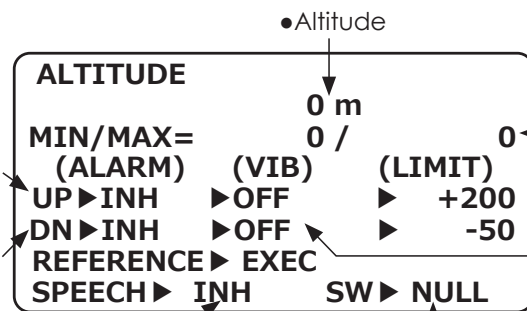 ●Altitude
ALTITUDE
0 m
MIN/MAX= 0 / 0
(ALARM) (VIB) (LIMIT)
UP▶INH ▶OFF ▶ +200
DN▶INH ▶OFF ▶ -50
REFERENCE▶ EXEC
SPEECH▶ INH SW▶ NULL